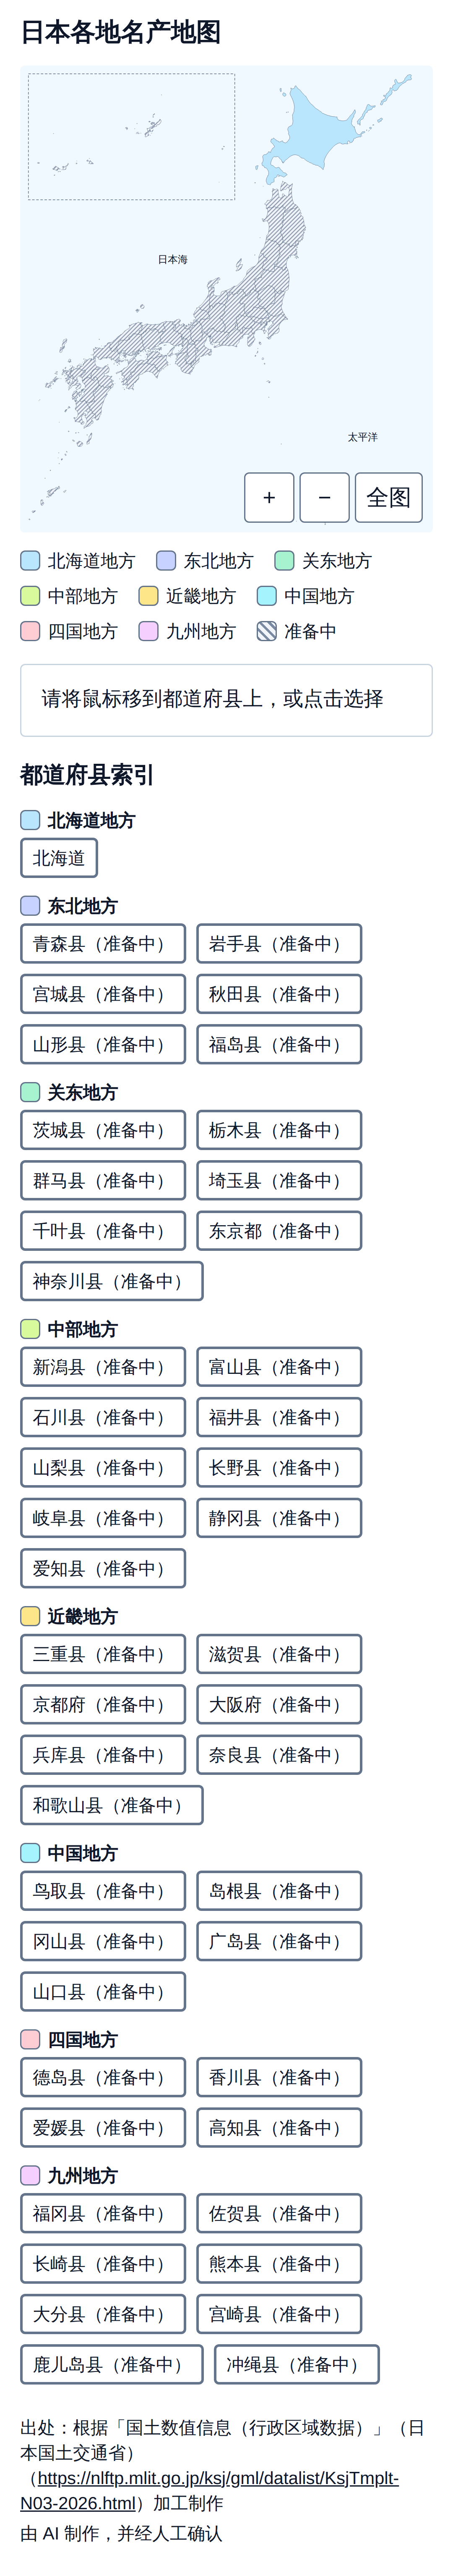 日本各地名产地图
日本海
太平洋
+
−
全图
北海道地方
东北地方
关东地方
中部地方
近畿地方
中国地方
四国地方
九州地方
准备中
请将鼠标移到都道府县上，或点击选择
都道府县索引
北海道地方
北海道
东北地方
青森县（准备中）
岩手县（准备中）
宫城县（准备中）
秋田县（准备中）
山形县（准备中）
福岛县（准备中）
关东地方
茨城县（准备中）
栃木县（准备中）
群马县（准备中）
埼玉县（准备中）
千叶县（准备中）
东京都（准备中）
神奈川县（准备中）
中部地方
新潟县（准备中）
富山县（准备中）
石川县（准备中）
福井县（准备中）
山梨县（准备中）
长野县（准备中）
岐阜县（准备中）
静冈县（准备中）
爱知县（准备中）
近畿地方
三重县（准备中）
滋贺县（准备中）
京都府（准备中）
大阪府（准备中）
兵库县（准备中）
奈良县（准备中）
和歌山县（准备中）
中国地方
鸟取县（准备中）
岛根县（准备中）
冈山县（准备中）
广岛县（准备中）
山口县（准备中）
四国地方
德岛县（准备中）
香川县（准备中）
爱媛县（准备中）
高知县（准备中）
九州地方
福冈县（准备中）
佐贺县（准备中）
长崎县（准备中）
熊本县（准备中）
大分县（准备中）
宫崎县（准备中）
鹿儿岛县（准备中）
冲绳县（准备中）
出处：根据「国土数值信息（行政区域数据）」（日
本国土交通省）
（https://nlftp.mlit.go.jp/ksj/gml/datalist/KsjTmplt-
N03-2026.html）加工制作
由 AI 制作，并经人工确认